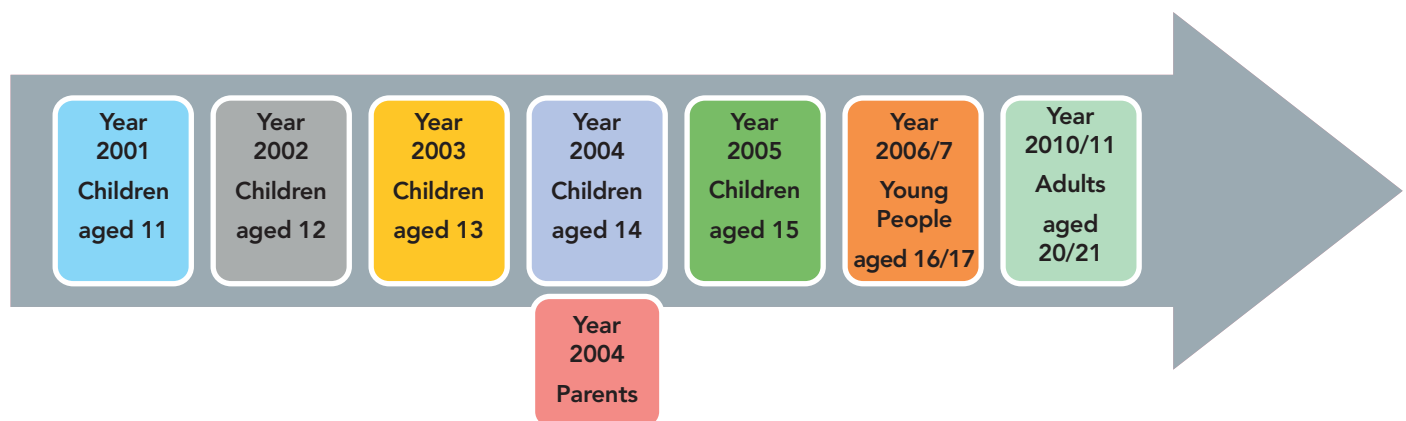 Year
2001
Children
aged 11
Year
2002
Children
aged 12
Year
2003
Children
aged 13
Year
2004
Children
aged 14
Year
2005
Children
aged 15
Year
2006/7
Young
People
aged 16/17
Year
2010/11
Adults
aged
20/21
Year
2004
Parents